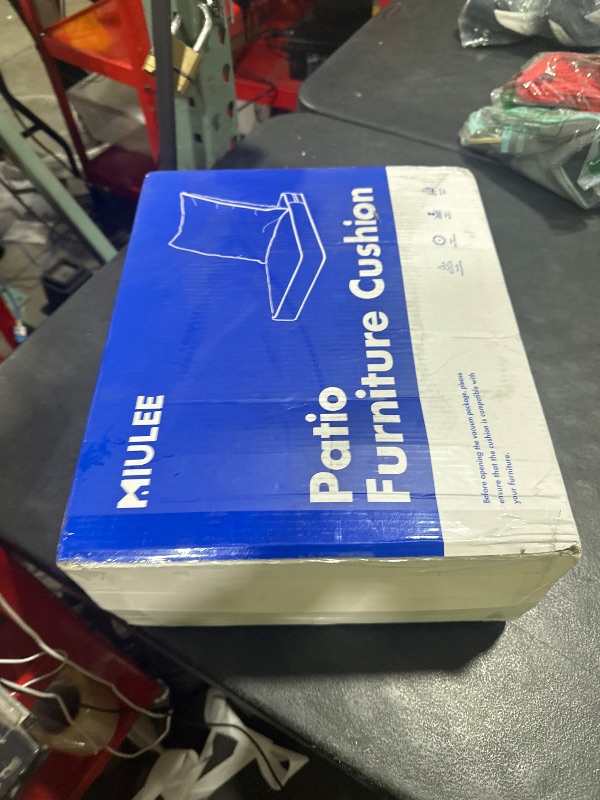 MIULEE
Patio
Furniture Cushion
Before opening the vacuum package, please
ensure that the cushion is compatible with
your furniture.